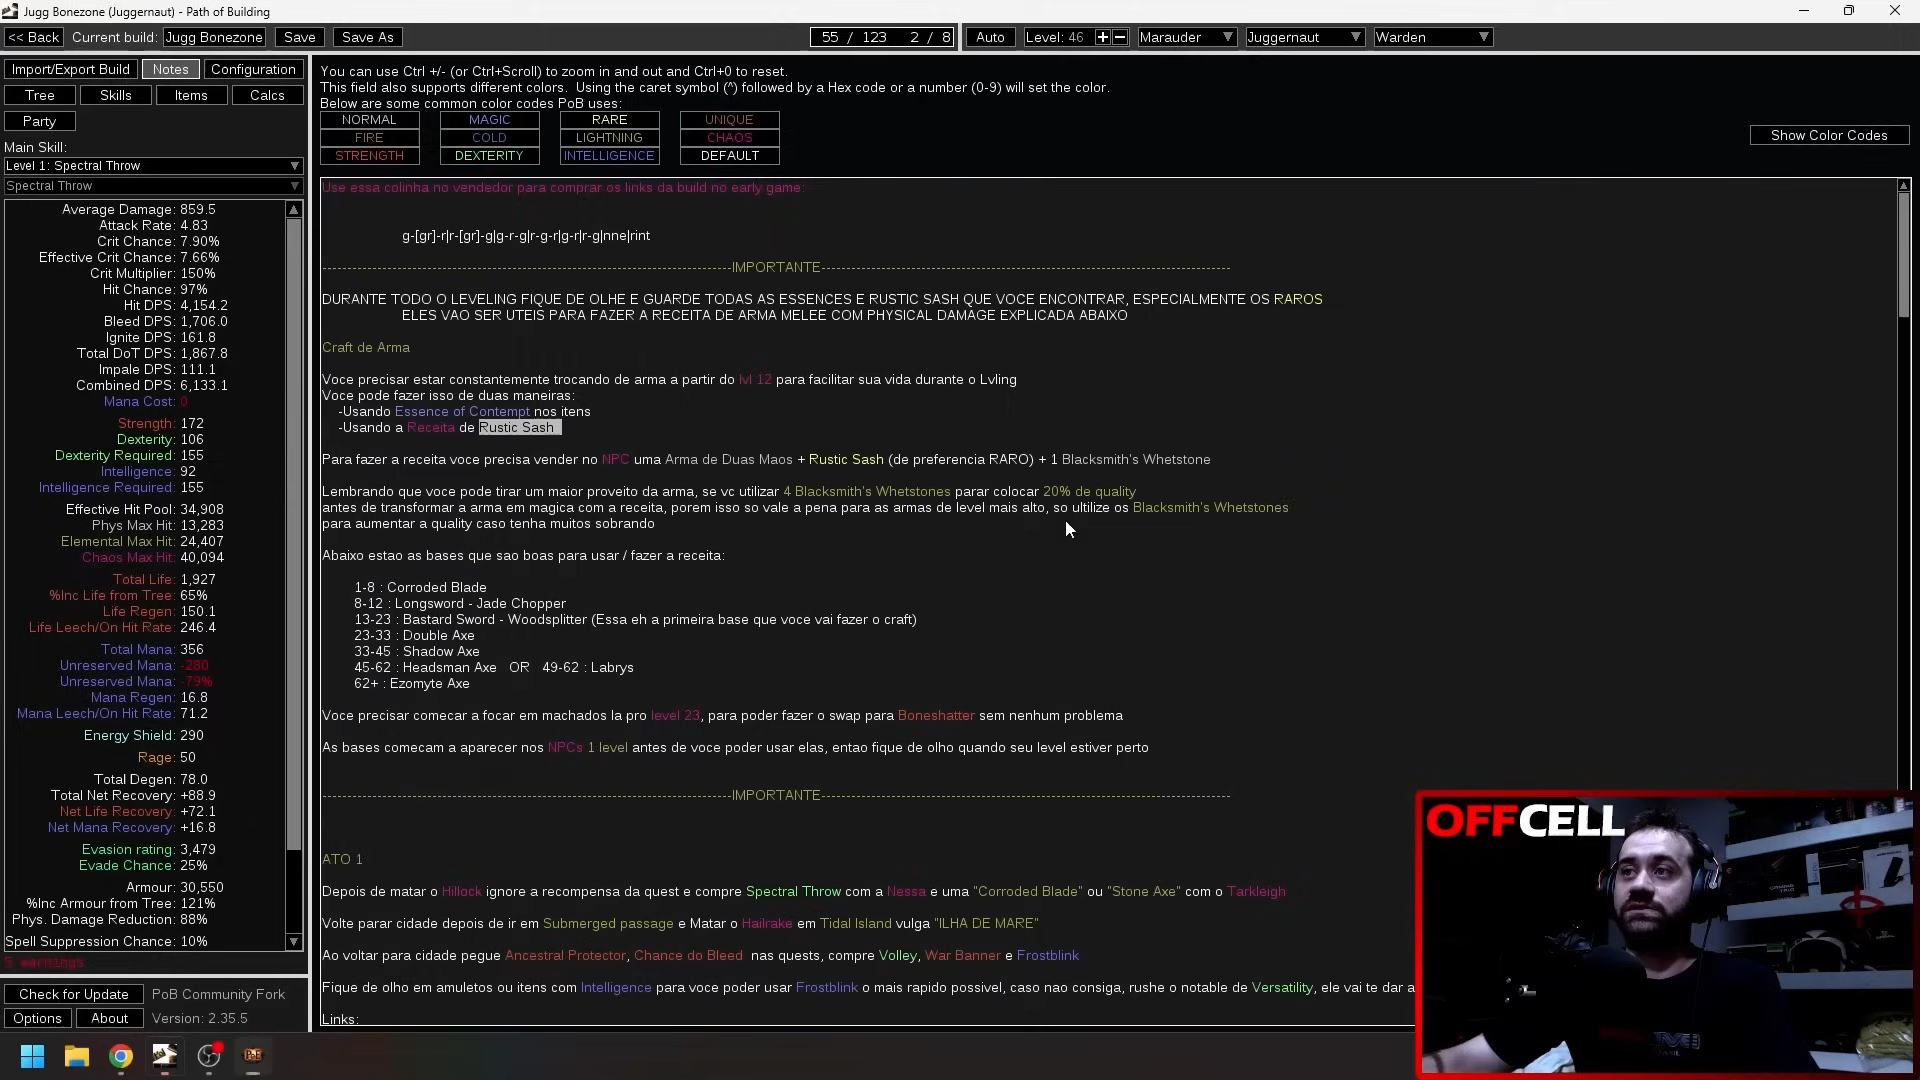 Jugg Bonezone (Juggernaut) - Path of Building
<< Back Current build: Jugg Bonezone Save Save As 55 / 123 2 / 8 Auto Level: 46 + - Marauder Juggernaut Warden
Import/Export Build Notes Configuration
Tree Skills Items Calcs
Party
Main Skill:
Level 1: Spectral Throw
Spectral Throw
Average Damage: 859.5
Attack Rate: 4.83
Crit Chance: 7.90%
Effective Crit Chance: 7.66%
Crit Multiplier: 150%
Hit Chance: 97%
Hit DPS: 4,154.2
Bleed DPS: 1,706.0
Ignite DPS: 161.8
Total DoT DPS: 1,867.8
Impale DPS: 111.1
Combined DPS: 6,133.1
Mana Cost: 0
Strength: 172
Dexterity: 106
Dexterity Required: 155
Intelligence: 92
Intelligence Required: 155
Effective Hit Pool: 34,908
Phys Max Hit: 13,283
Elemental Max Hit: 24,407
Chaos Max Hit: 40,094
Total Life: 1,927
%Inc Life from Tree: 65%
Life Regen: 150.1
Life Leech/On Hit Rate: 246.4
Total Mana: 356
Unreserved Mana: -280
Unreserved Mana: -79%
Mana Regen: 16.8
Mana Leech/On Hit Rate: 71.2
Energy Shield: 290
Rage: 50
Total Degen: 78.0
Total Net Recovery: +88.9
Net Life Recovery: +72.1
Net Mana Recovery: +16.8
Evasion rating: 3,479
Evade Chance: 25%
Armour: 30,550
%Inc Armour from Tree: 121%
Phys. Damage Reduction: 88%
Spell Suppression Chance: 10%
5 warnings
Check for Update PoB Community Fork
Options About Version: 2.35.5
You can use Ctrl +/- (or Ctrl+Scroll) to zoom in and out and Ctrl+0 to reset.
This field also supports different colors. Using the caret symbol (^) followed by a Hex code or a number (0-9) will set the color.
Below are some common color codes PoB uses:
NORMAL MAGIC RARE UNIQUE
FIRE COLD LIGHTNING CHAOS
STRENGTH DEXTERITY INTELLIGENCE DEFAULT
Show Color Codes
Use essa colinha no vendedor para comprar os links da build no early game:
g-[gr]-r|r-[gr]-g|g-r-g|r-g-r|g-r|r-g|nne|rint
IMPORTANTE
DURANTE TODO O LEVELING FIQUE DE OLHE E GUARDE TODAS AS ESSENCES E RUSTIC SASH QUE VOCE ENCONTRAR, ESPECIALMENTE OS RAROS
ELES VAO SER UTEIS PARA FAZER A RECEITA DE ARMA MELEE COM PHYSICAL DAMAGE EXPLICADA ABAIXO
Craft de Arma
Voce precisar estar constantemente trocando de arma a partir do lvl 12 para facilitar sua vida durante o Lvling
Voce pode fazer isso de duas maneiras:
-Usando Essence of Contempt nos itens
-Usando a Receita de Rustic Sash
Para fazer a receita voce precisa vender no NPC uma Arma de Duas Maos + Rustic Sash (de preferencia RARO) + 1 Blacksmith's Whetstone
Lembrando que voce pode tirar um maior proveito da arma, se vc utilizar 4 Blacksmith's Whetstones parar colocar 20% de quality
antes de transformar a arma em magica com a receita, porem isso so vale a pena para as armas de level mais alto, so ultilize os Blacksmith's Whetstones
para aumentar a quality caso tenha muitos sobrando
Abaixo estao as bases que sao boas para usar / fazer a receita:
1-8 : Corroded Blade
8-12 : Longsword - Jade Chopper
13-23 : Bastard Sword - Woodsplitter (Essa eh a primeira base que voce vai fazer o craft)
23-33 : Double Axe
33-45 : Shadow Axe
45-62 : Headsman Axe OR 49-62 : Labrys
62+ : Ezomyte Axe
Voce precisar comecar a focar em machados la pro level 23, para poder fazer o swap para Boneshatter sem nenhum problema
As bases comecam a aparecer nos NPCs 1 level antes de voce poder usar elas, entao fique de olho quando seu level estiver perto
IMPORTANTE
ATO 1
Depois de matar o Hillock ignore a recompensa da quest e compre Spectral Throw com a Nessa e uma "Corroded Blade" ou "Stone Axe" com o Tarkleigh
Volte parar cidade depois de ir em Submerged passage e Matar o Hailrake em Tidal Island vulga "ILHA DE MARE"
Ao voltar para cidade pegue Ancestral Protector, Chance do Bleed nas quests, compre Volley, War Banner e Frostblink
Fique de olho em amuletos ou itens com Intelligence para voce poder usar Frostblink o mais rapido possivel, caso nao consiga, rushe o notable de Versatility, ele vai te dar a
Links:
OFFCELL